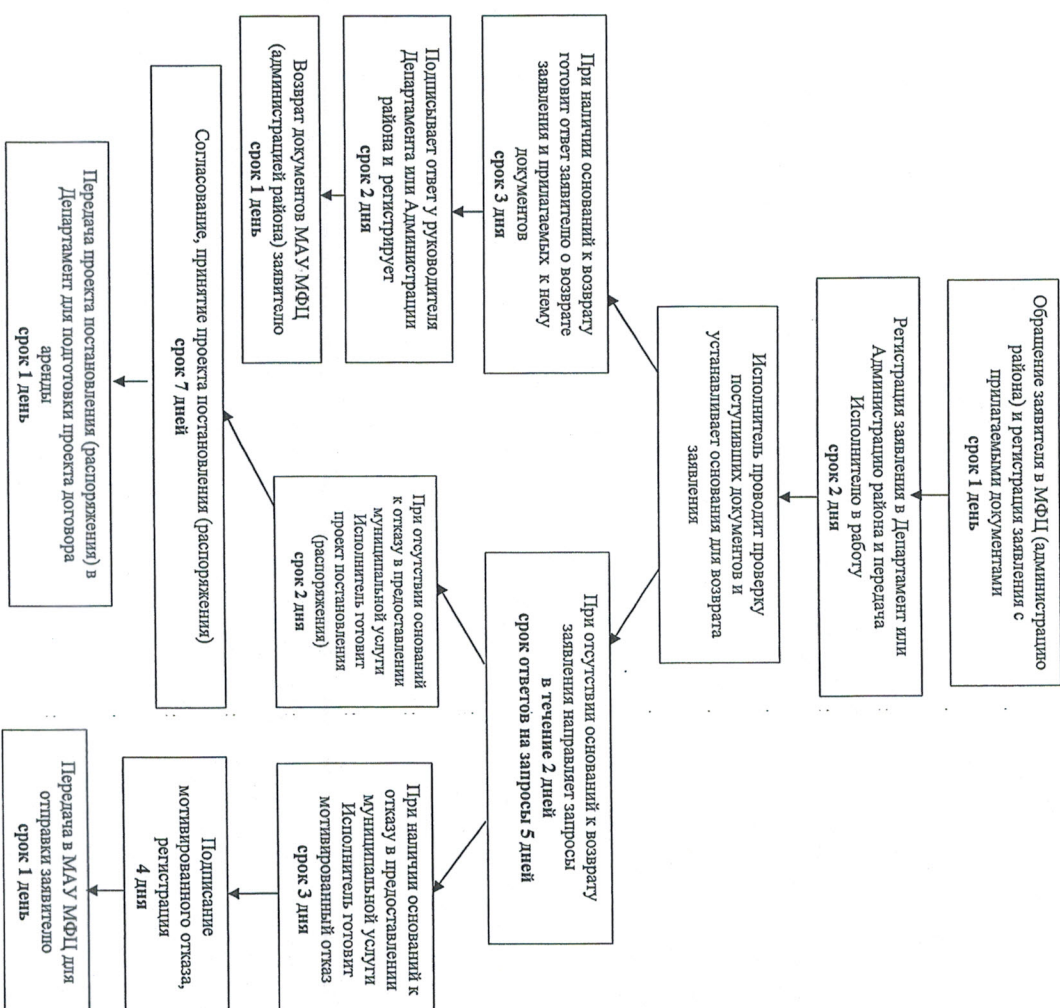 Обращение заявителя в МФЦ (администрацию
района) и регистрация заявления с
прилагаемыми документами
срок 1 день
Регистрация заявления в Департамент или
Администрацию района и передача
Исполнителю в работу
срок 2 дня
Исполнитель проводит проверку
поступивших документов и
устанавливает основания для возврата
заявления
При наличии оснований к возврату
готовит ответ заявителю о возврате
заявления и прилагаемых к нему
документов
срок 3 дня
Подписывает ответ у руководителя
Департамента или Администрации
района и регистрирует
срок 2 дня
Возврат документов МАУ МФЦ
(администрацией района) заявителю
срок 1 день
При отсутствии оснований к возврату
заявления направляет запросы
в течение 2 дней
срок ответов на запросы 5 дней
При отсутствии оснований
к отказу в предоставлении
муниципальной услуги
Исполнитель готовит
проект постановления
(распоряжения)
срок 2 дня
Согласование, принятие проекта постановления (распоряжения)
срок 7 дней
Передача проекта постановления (распоряжения) в
Департамент для подготовки проекта договора
аренды
срок 1 день
При наличии оснований к
отказу в предоставлении
муниципальной услуги
Исполнитель готовит
мотивированный отказ
срок 3 дня
Подписание
мотивированного отказа,
регистрация
4 дня
Передача в МАУ МФЦ для
отправки заявителю
срок 1 день